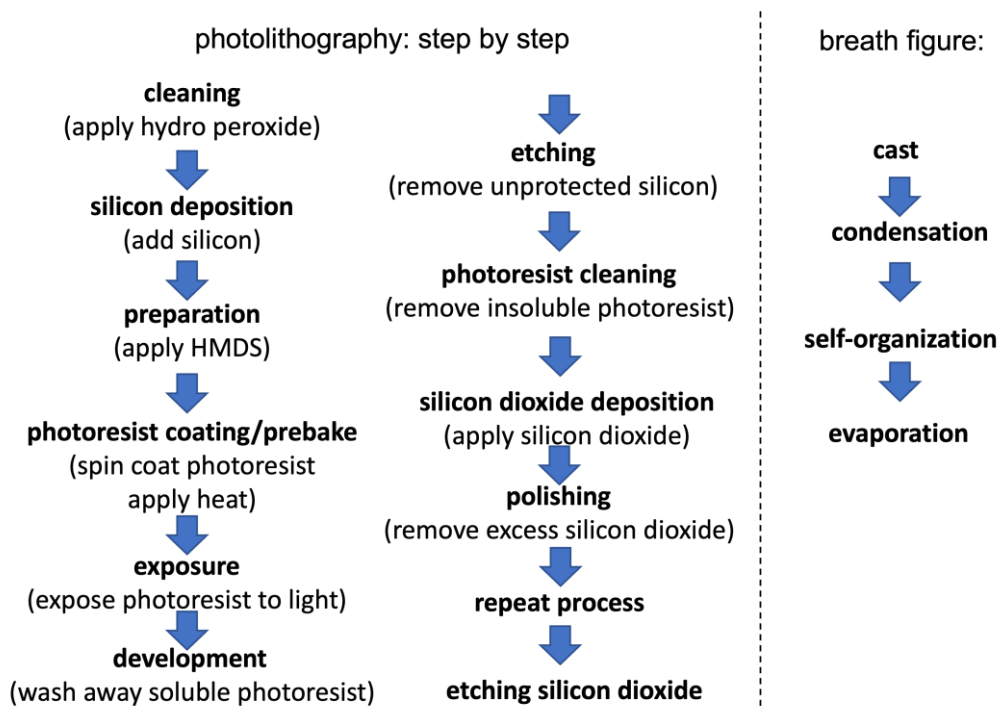 photolithography: step by step
cleaning
(apply hydro peroxide)
silicon deposition
(add silicon)
preparation
(apply HMDS)
photoresist coating/prebake
(spin coat photoresist
apply heat)
exposure
(expose photoresist to light)
development
(wash away soluble photoresist)
etching
(remove unprotected silicon)
photoresist cleaning
(remove insoluble photoresist)
silicon dioxide deposition
(apply silicon dioxide)
polishing
(remove excess silicon dioxide)
repeat process
etching silicon dioxide
breath figure:
cast
condensation
self-organization
evaporation